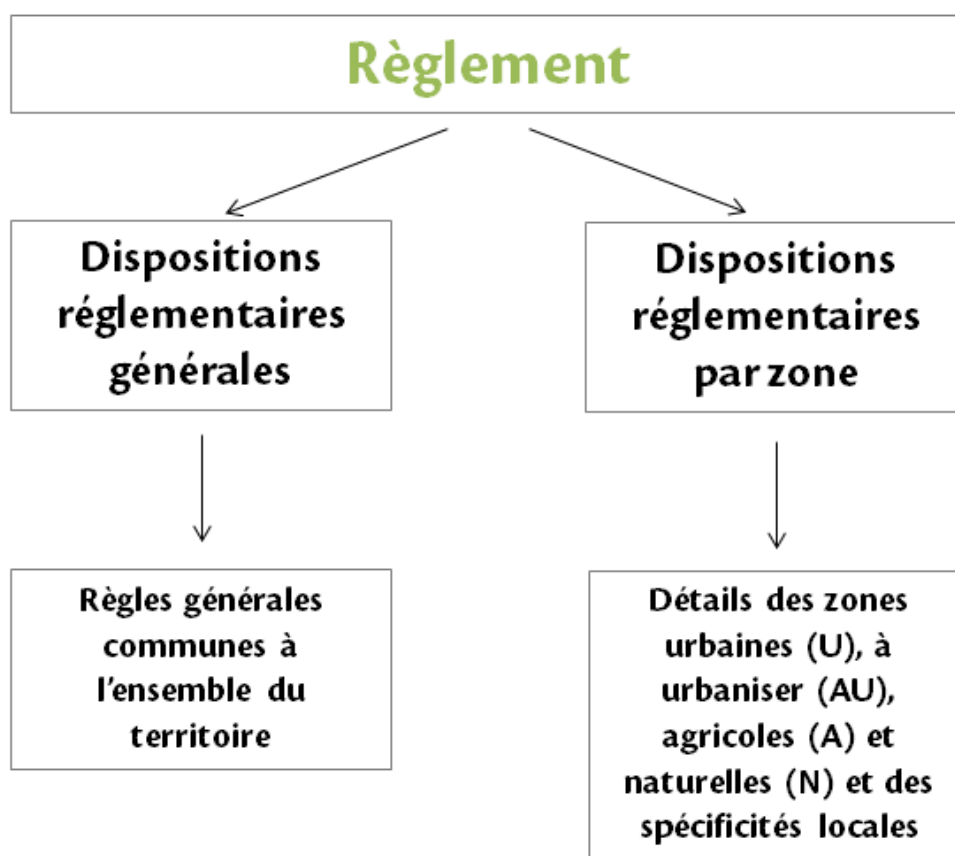 Règlement
Dispositions
réglementaires
générales
Dispositions
réglementaires
par zone
Règles générales
communes à
l'ensemble du
territoire
Détails des zones
urbaines (U), à
urbaniser (AU),
agricoles (A) et
naturelles (N) et des
spécificités locales